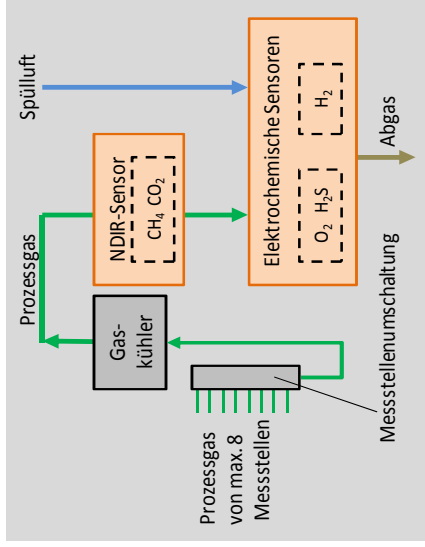 Prozessgas
Spülluft
NDIR-Sensor
CH₄ CO₂
Gas-
kühler
Elektrochemische Sensoren
O₂ H₂S
H₂
Prozessgas
von max. 8
Messstellen
Abgas
Messstellenumschaltung